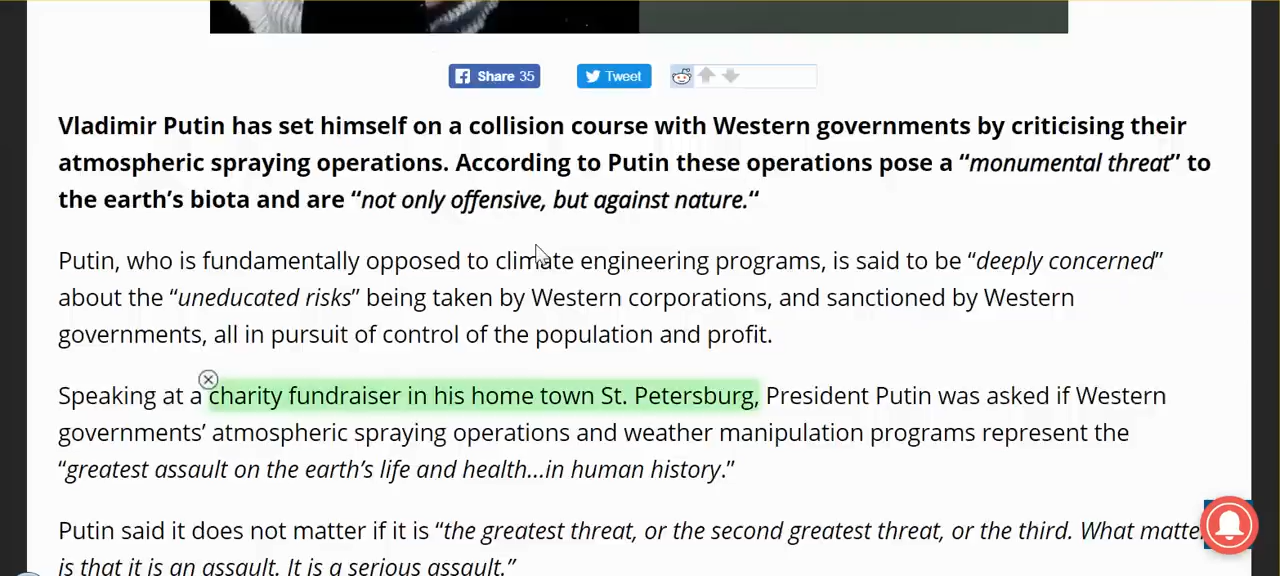 Share 35 Tweet
Vladimir Putin has set himself on a collision course with Western governments by criticising their
atmospheric spraying operations. According to Putin these operations pose a “monumental threat” to
the earth’s biota and are “not only offensive, but against nature.“
Putin, who is fundamentally opposed to climate engineering programs, is said to be “deeply concerned”
about the “uneducated risks” being taken by Western corporations, and sanctioned by Western
governments, all in pursuit of control of the population and profit.
Speaking at a charity fundraiser in his home town St. Petersburg, President Putin was asked if Western
governments’ atmospheric spraying operations and weather manipulation programs represent the
“greatest assault on the earth’s life and health…in human history.”
Putin said it does not matter if it is “the greatest threat, or the second greatest threat, or the third. What matte
is that it is an assault. It is a serious assault.”